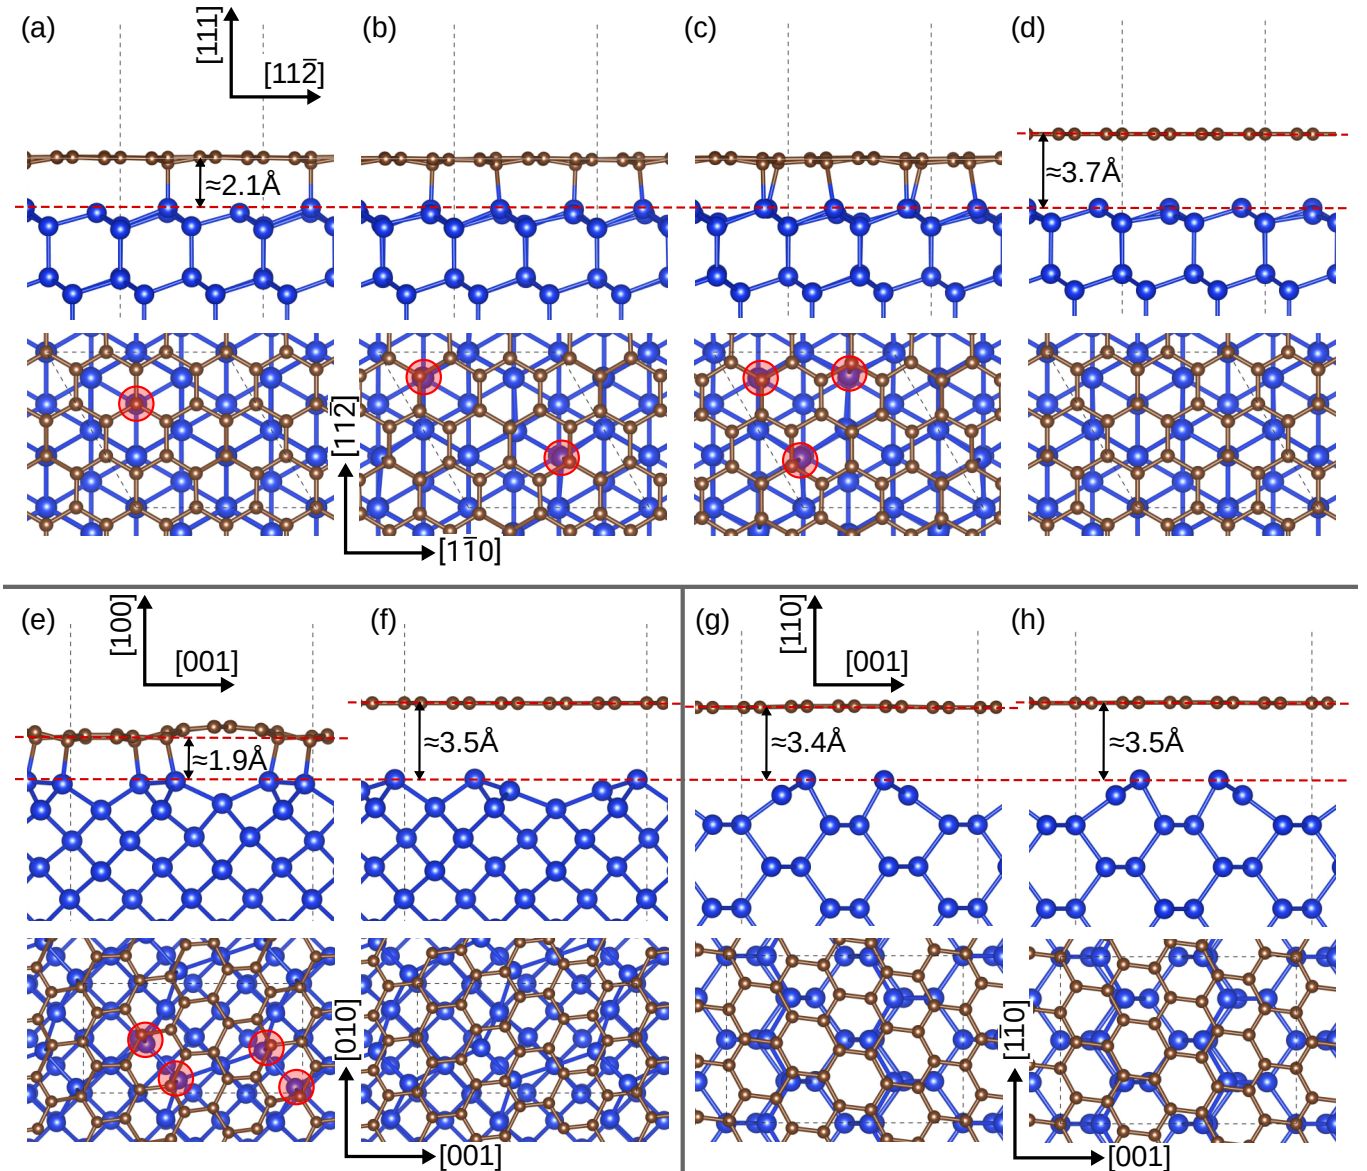 (a)
[111]
[112̅]
≈2.1Å
(b)
(c)
(d)
≈3.7Å
[112̅]
[11̅0]
(e)
[100]
[001]
≈1.9Å
(f)
≈3.5Å
(g)
[110]
[001]
≈3.4Å
(h)
≈3.5Å
[010]
[001]
[11̅0]
[001]